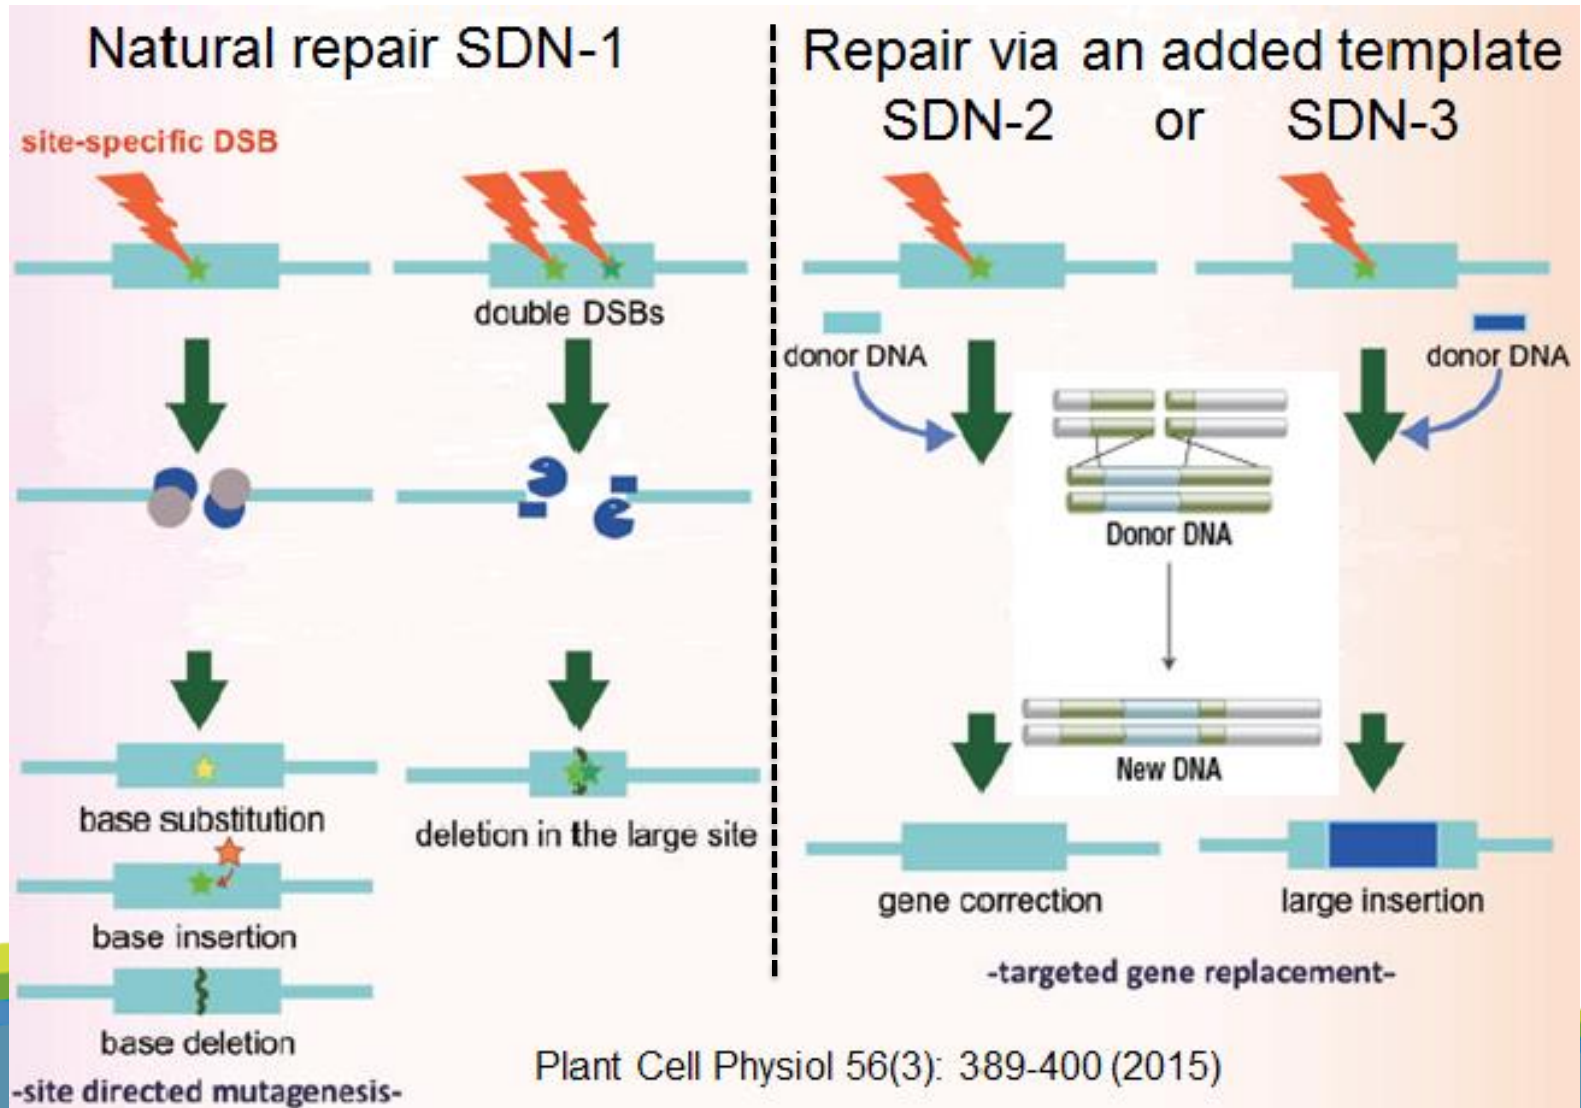 Natural repair SDN-1
site-specific DSB
double DSBs
base substitution
base insertion
base deletion
-site directed mutagenesis-
deletion in the large site
Repair via an added template
SDN-2 or SDN-3
donor DNA
donor DNA
Donor DNA
New DNA
gene correction
large insertion
-targeted gene replacement-
Plant Cell Physiol 56(3): 389-400 (2015)